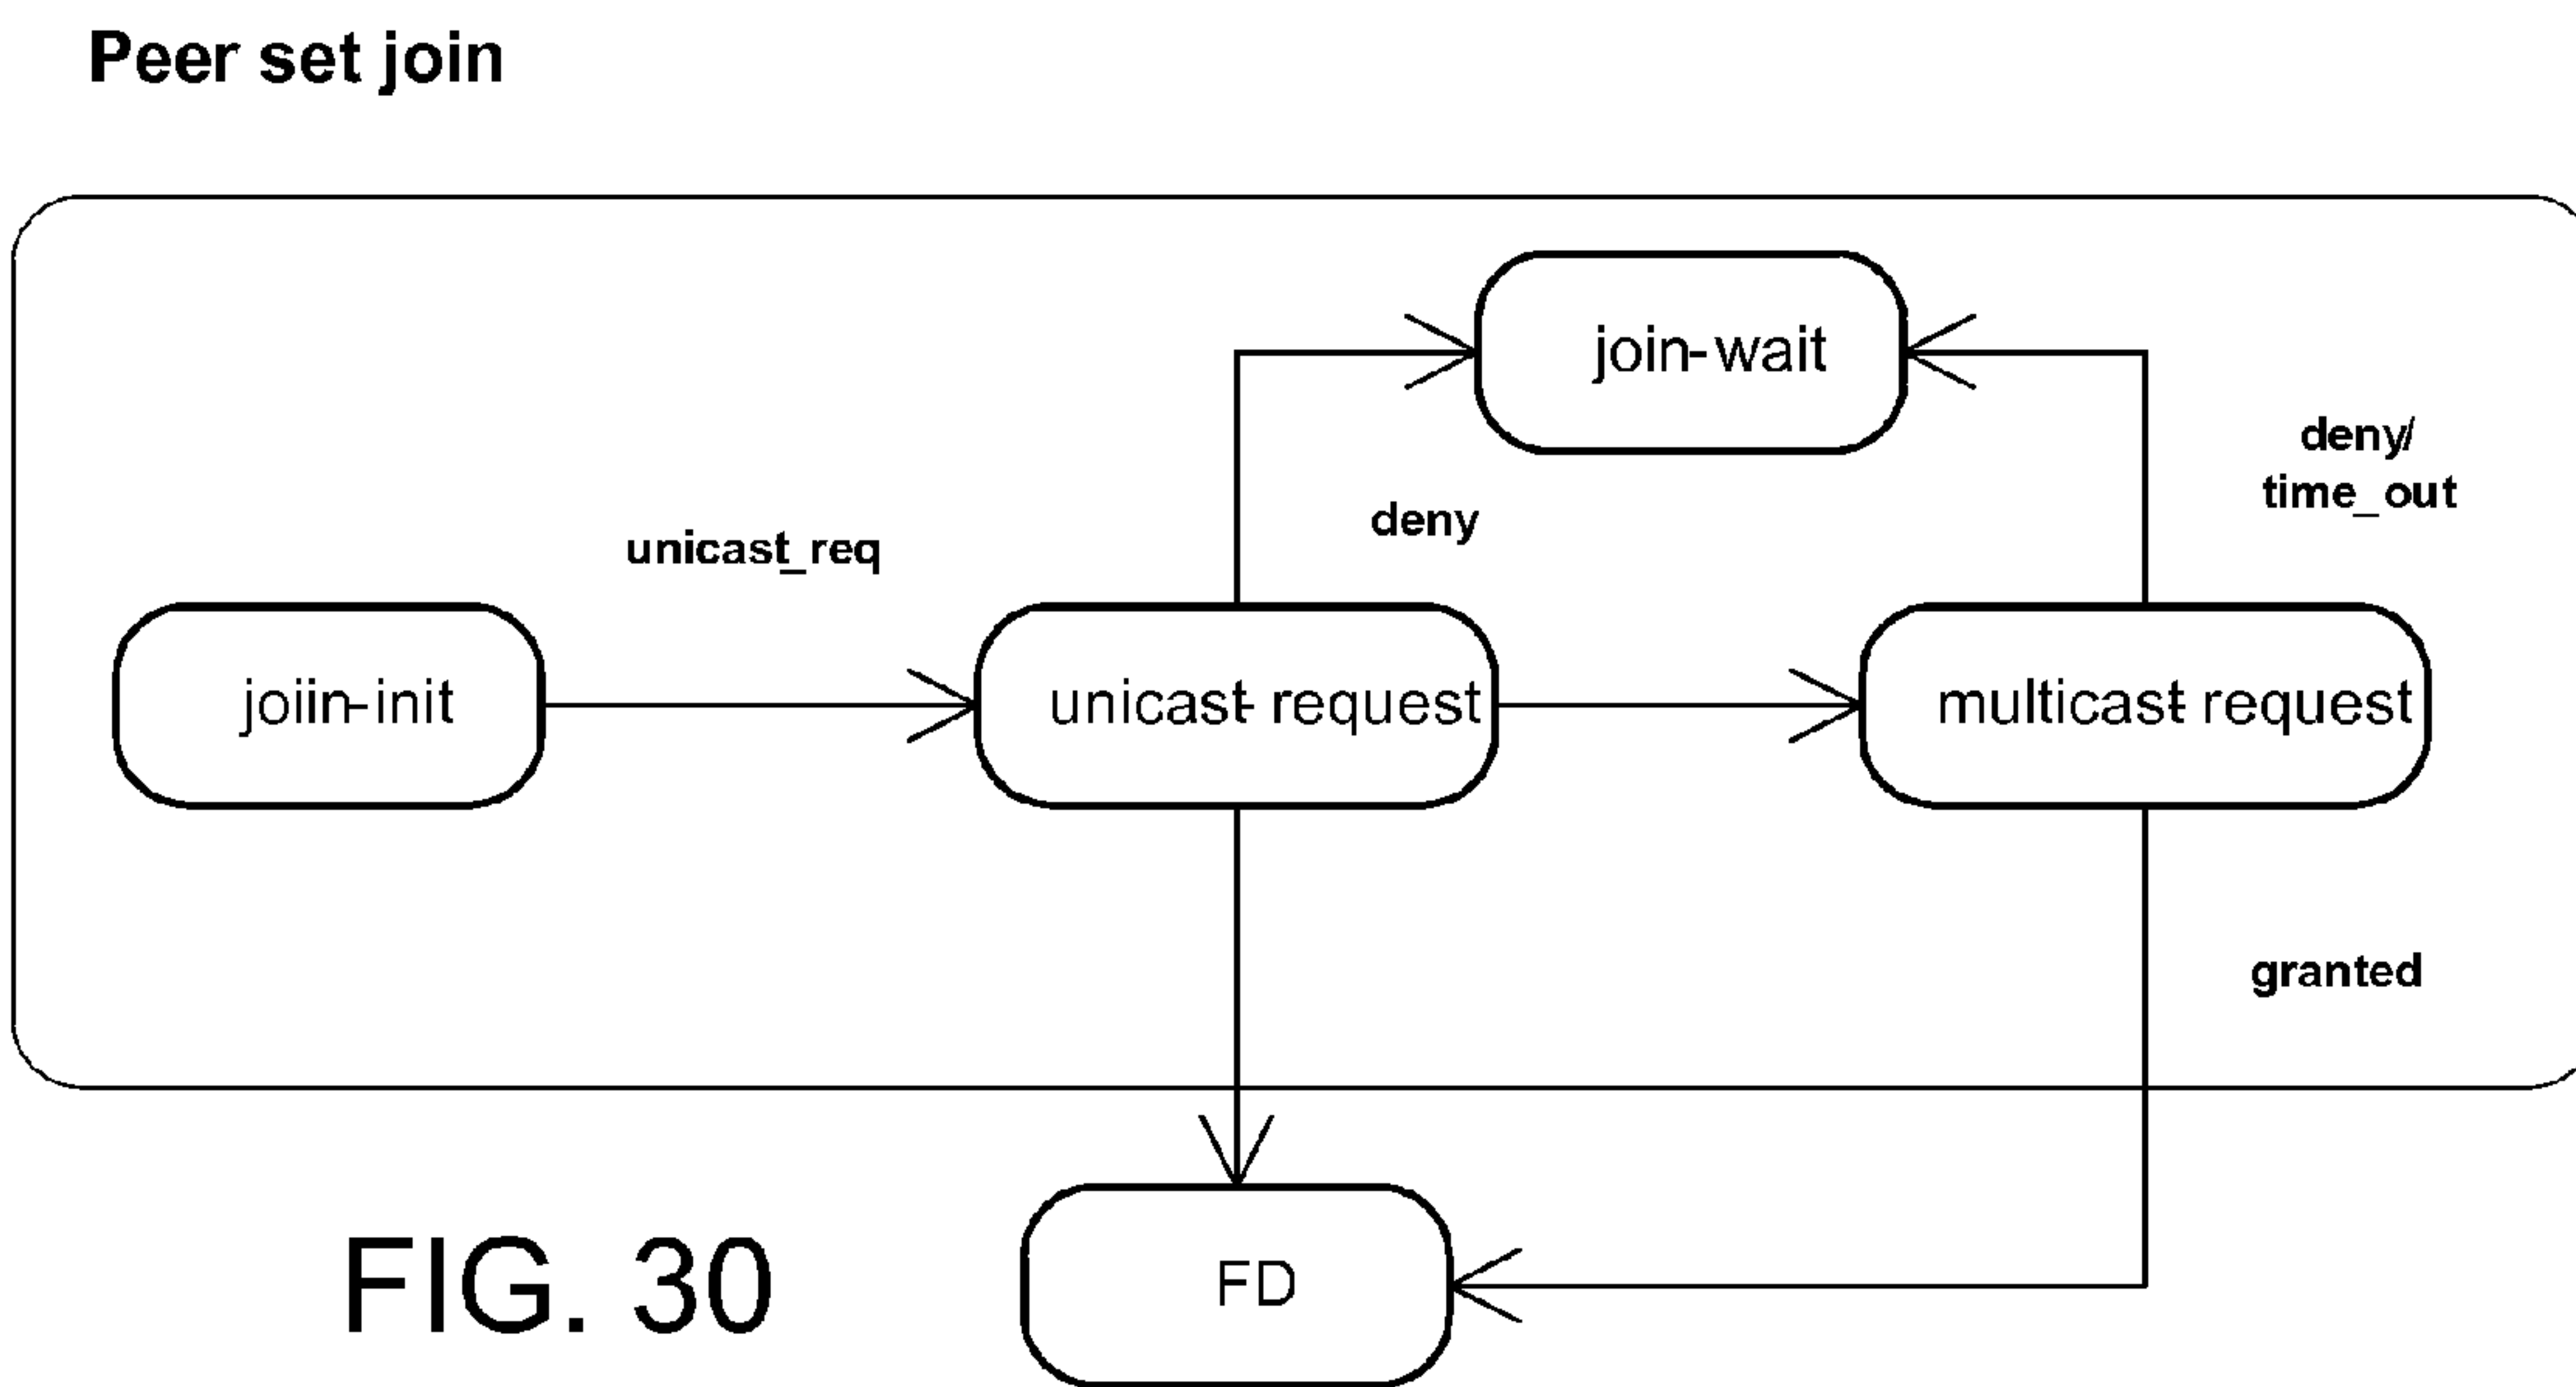 Peer set join
join-wait
deny/
time_out
deny
unicast_req
joiin-init
unicast-request
multicast-request
granted
FD
FIG. 30